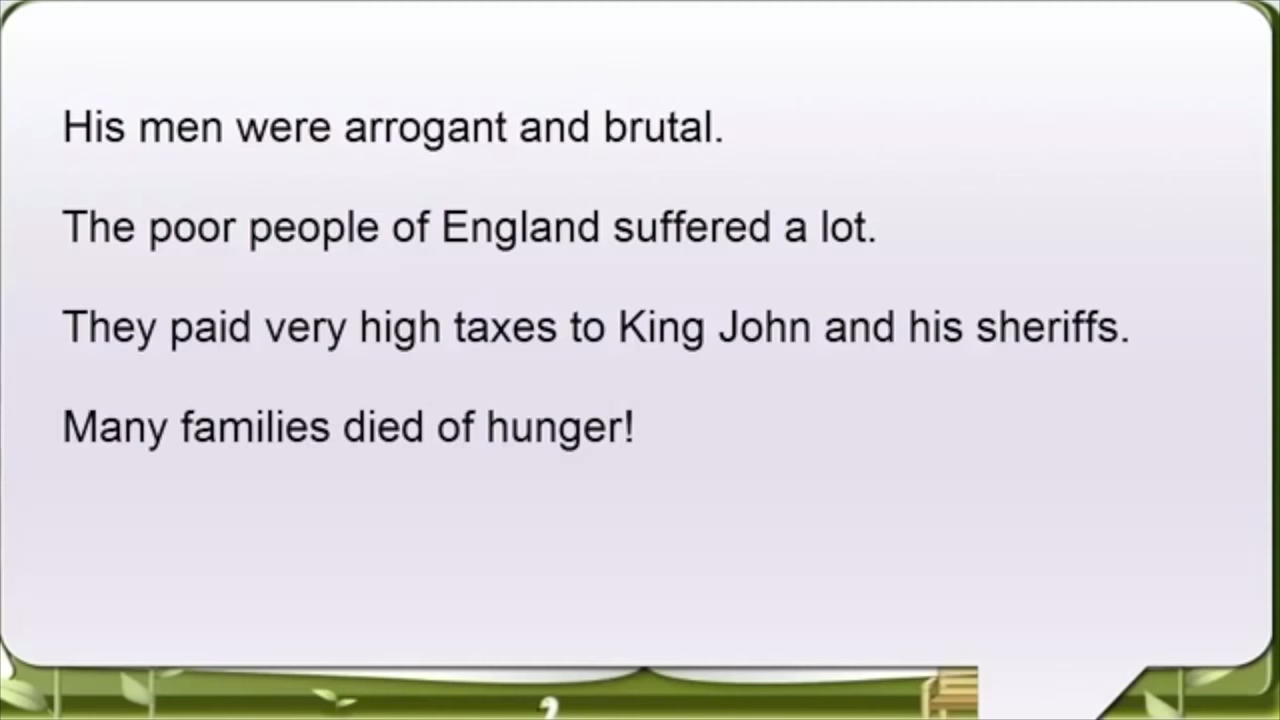 His men were arrogant and brutal.
The poor people of England suffered a lot.
They paid very high taxes to King John and his sheriffs.
Many families died of hunger!